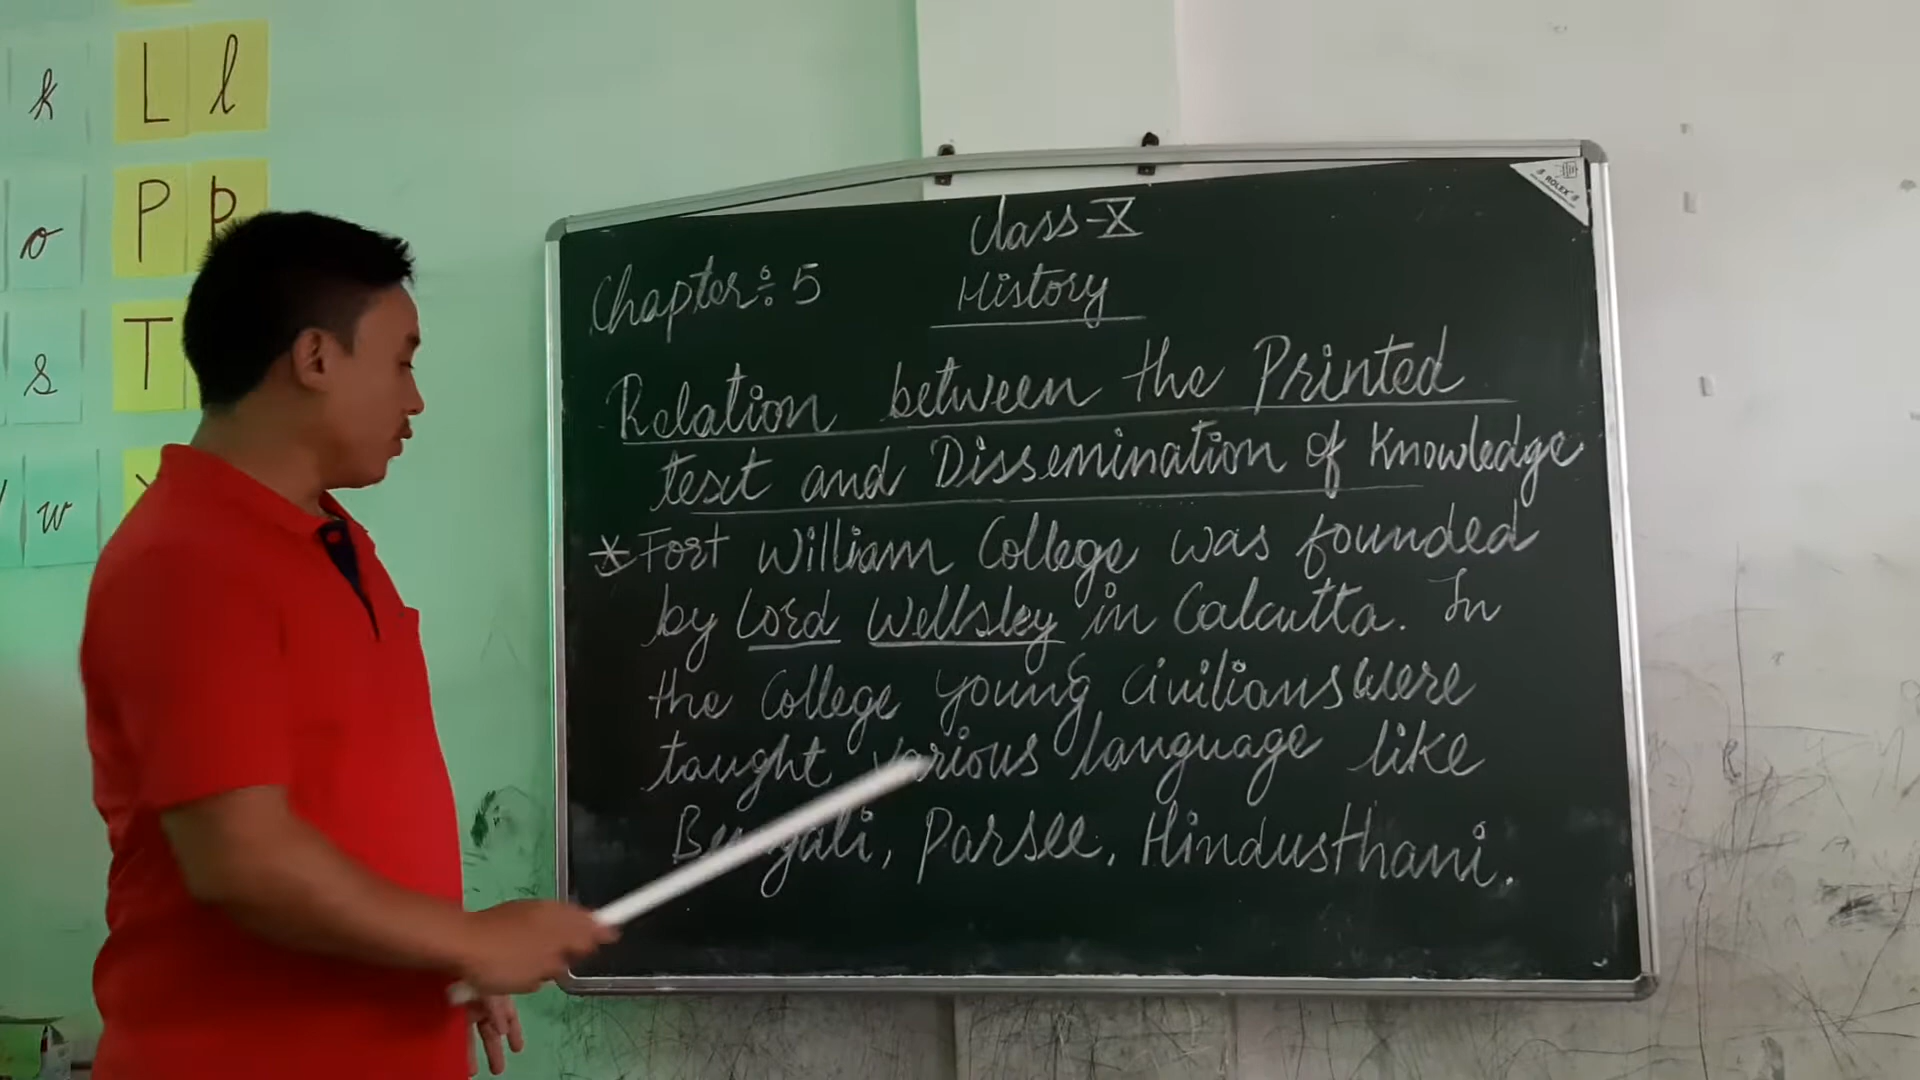 k L l
o P p
s T
w
ROLEX
Class-X
Chapter÷5 History
Relation between the Printed
text and Dissemination of Knowledge
* Fort William College was founded
by Lord Wellsley in Calcutta. In
the College young civilians were
taught various language like
Bengali, Parsee, Hindusthani.